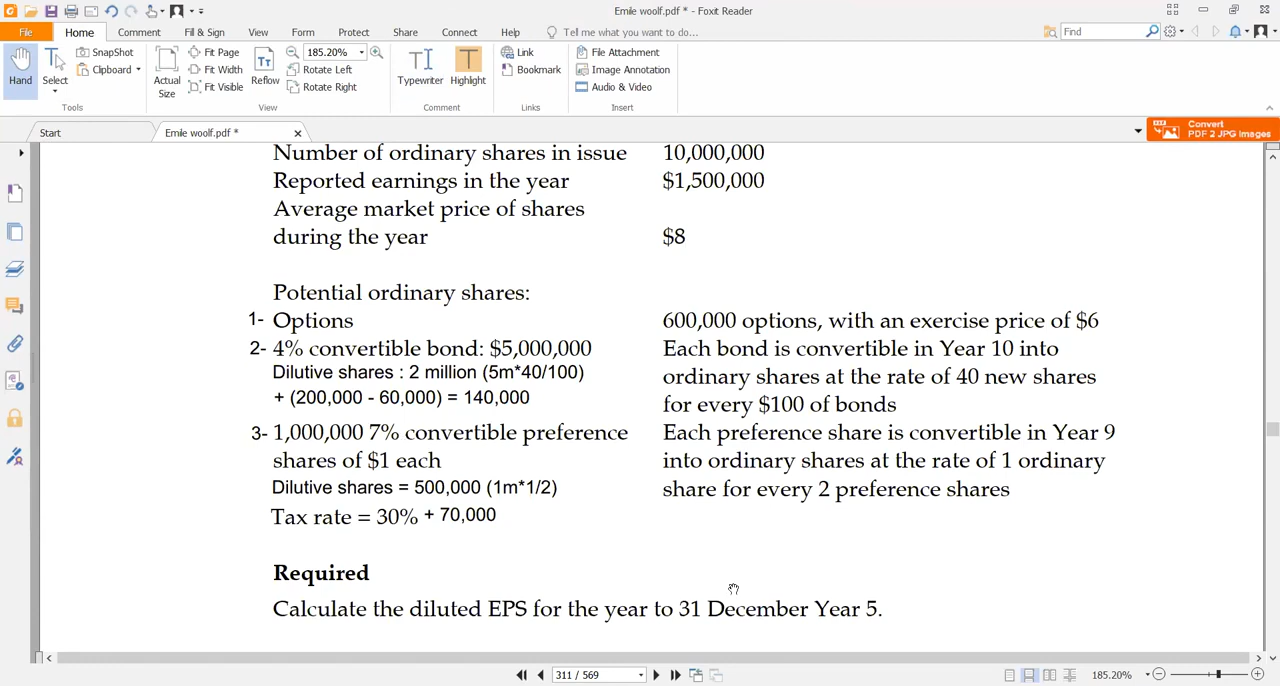 Emile woolf.pdf * - Foxit Reader
File Home Comment Fill & Sign View Form Protect Share Connect Help Tell me what you want to do... Find
Hand Select SnapShot Clipboard Actual Size Fit Page Fit Width Fit Visible Reflow 185.20% Rotate Left Rotate Right Typewriter Highlight Link Bookmark File Attachment Image Annotation Audio & Video
Tools View Comment Links Insert
Start Emile woolf.pdf * Convert PDF 2 JPG Images
Number of ordinary shares in issue 10,000,000
Reported earnings in the year $1,500,000
Average market price of shares
during the year $8
Potential ordinary shares:
1- Options 600,000 options, with an exercise price of $6
2- 4% convertible bond: $5,000,000 Each bond is convertible in Year 10 into
Dilutive shares : 2 million (5m*40/100) ordinary shares at the rate of 40 new shares
+ (200,000 - 60,000) = 140,000 for every $100 of bonds
3- 1,000,000 7% convertible preference Each preference share is convertible in Year 9
shares of $1 each into ordinary shares at the rate of 1 ordinary
Dilutive shares = 500,000 (1m*1/2) share for every 2 preference shares
Tax rate = 30% + 70,000
Required
Calculate the diluted EPS for the year to 31 December Year 5.
311 / 569 185.20%